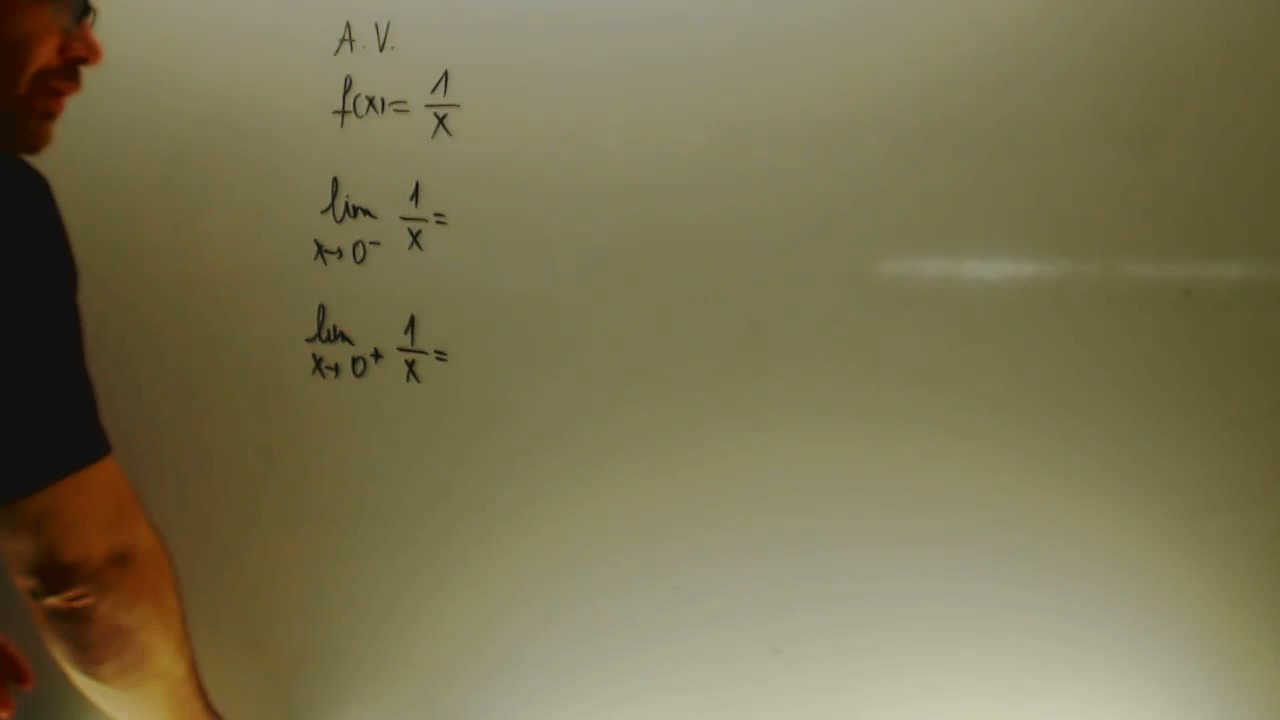 A.V.
f(x) = 1/x
lim x→0⁻ 1/x =
lim x→0⁺ 1/x =